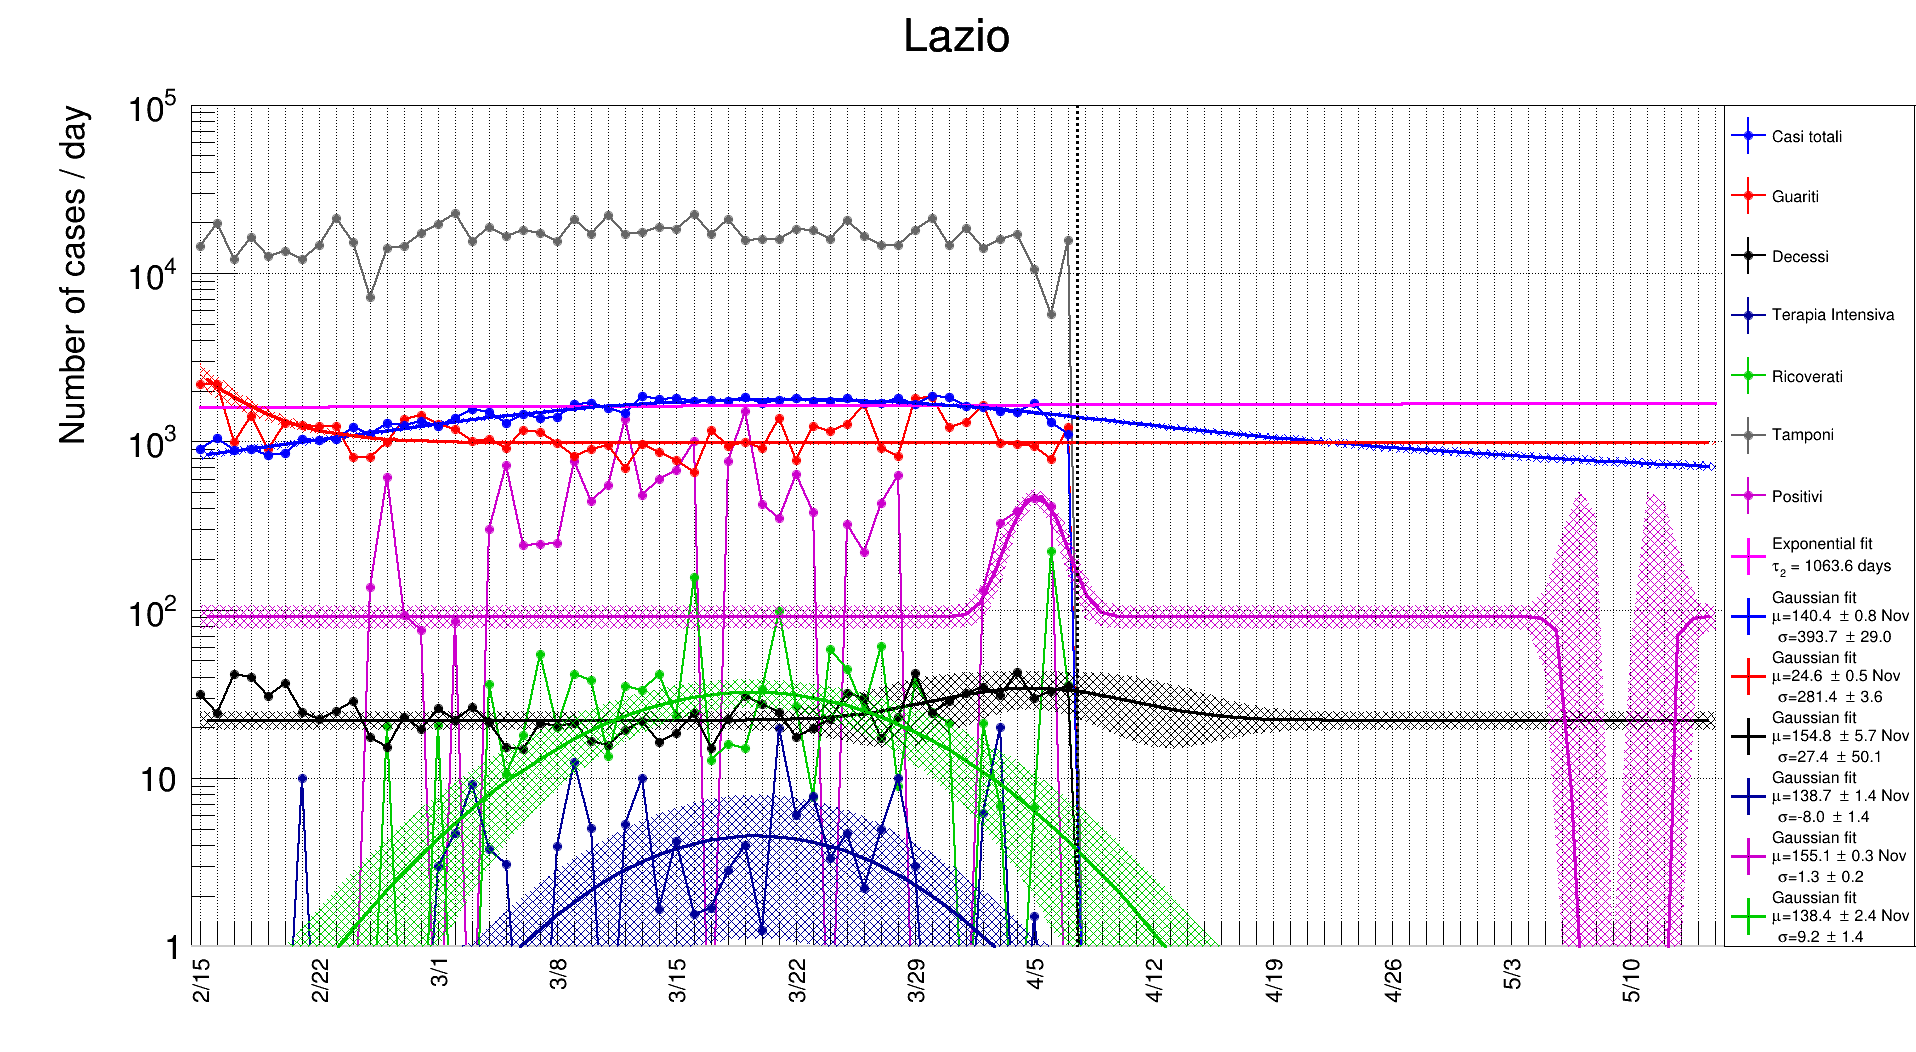 Lazio
Number of cases / day
10^5
10^4
10^3
10^2
10
1
2/15
2/22
3/1
3/8
3/15
3/22
3/29
4/5
4/12
4/19
4/26
5/3
5/10
Casi totali
Guariti
Decessi
Terapia Intensiva
Ricoverati
Tamponi
Positivi
Exponential fit
τ₂ = 1063.6 days
Gaussian fit
μ=140.4 ± 0.8 Nov
σ=393.7 ± 29.0
Gaussian fit
μ=24.6 ± 0.5 Nov
σ=281.4 ± 3.6
Gaussian fit
μ=154.8 ± 5.7 Nov
σ=27.4 ± 50.1
Gaussian fit
μ=138.7 ± 1.4 Nov
σ=-8.0 ± 1.4
Gaussian fit
μ=155.1 ± 0.3 Nov
σ=1.3 ± 0.2
Gaussian fit
μ=138.4 ± 2.4 Nov
σ=9.2 ± 1.4